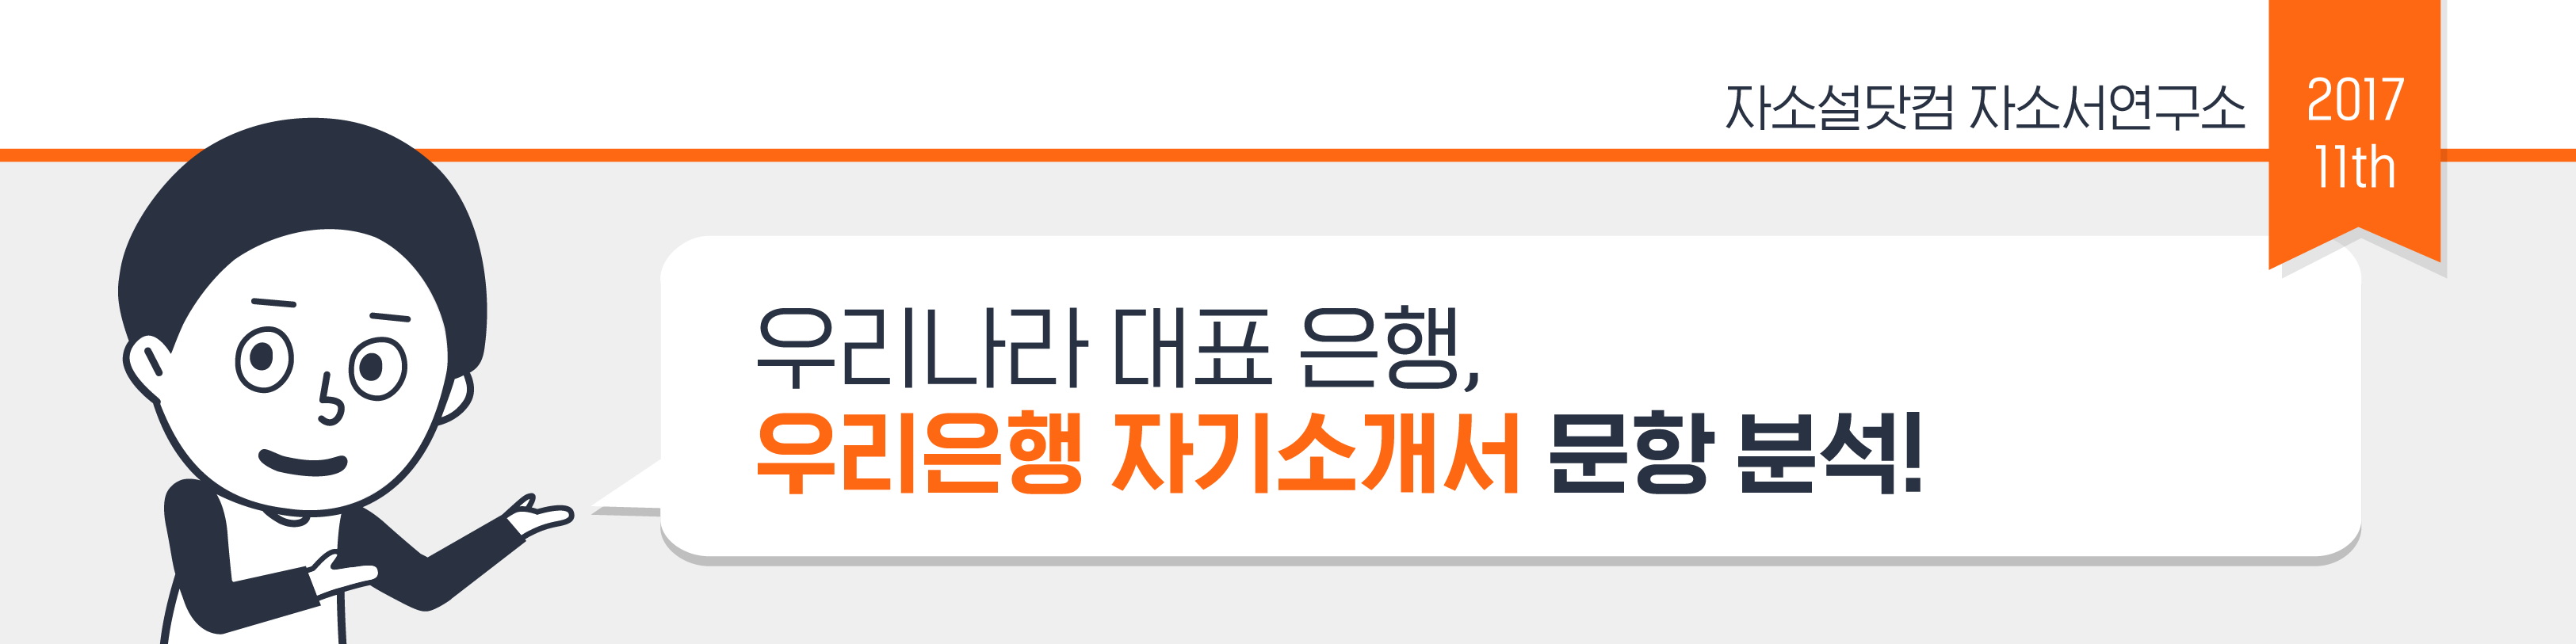 자소설닷컴 자소서연구소
2017
11th
우리나라 대표 은행,
우리은행 자기소개서 문항 분석!